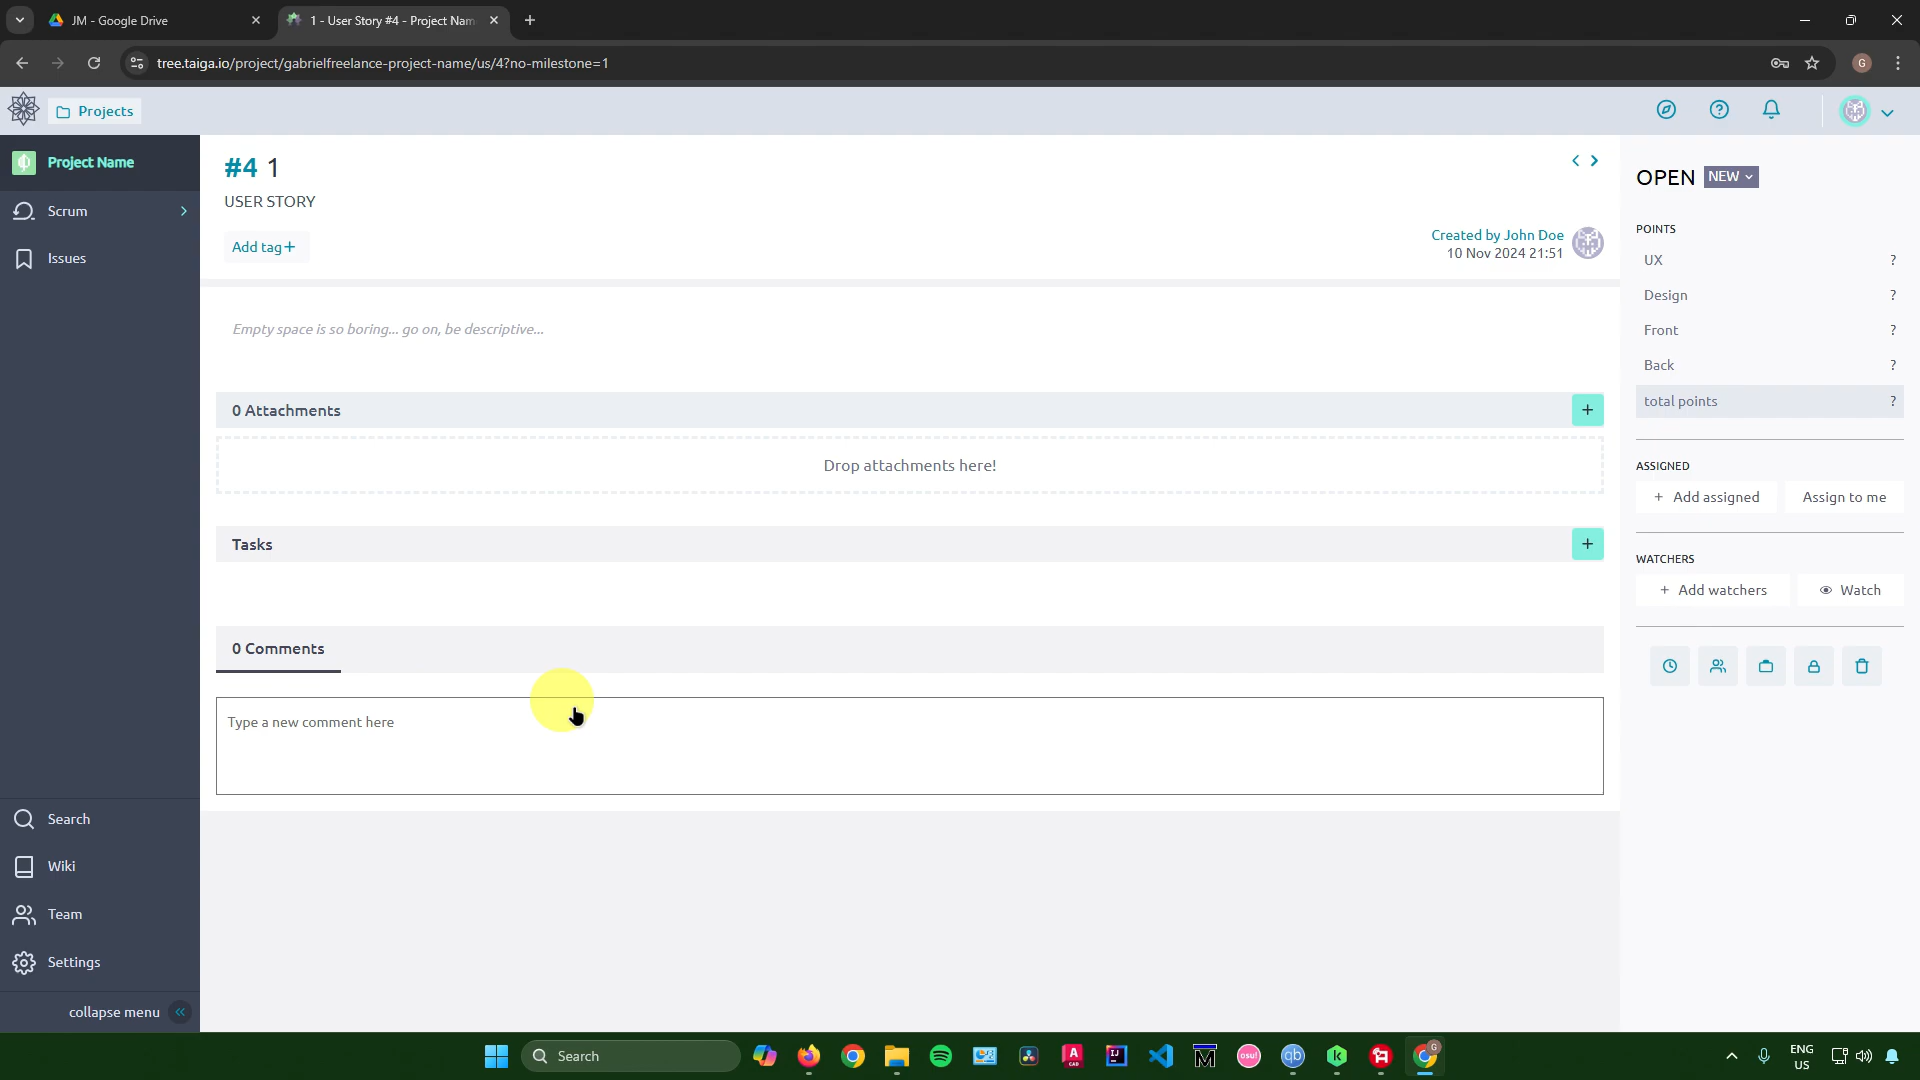 JM - Google Drive
1 - User Story #4 - Project Nam
tree.taiga.io/project/gabrielfreelance-project-name/us/4?no-milestone=1
G
Projects
Project Name
Scrum
Issues
#4 1
USER STORY
Add tag+
Created by John Doe
10 Nov 2024 21:51
Empty space is so boring... go on, be descriptive...
0 Attachments
Drop attachments here!
Tasks
0 Comments
Type a new comment here
OPEN NEW
POINTS
UX ?
Design ?
Front ?
Back ?
total points ?
ASSIGNED
+ Add assigned
Assign to me
WATCHERS
+ Add watchers
Watch
Search
Wiki
Team
Settings
collapse menu
Search
A
CAD
IJ
M
osu!
qb
k
G
ENG
US